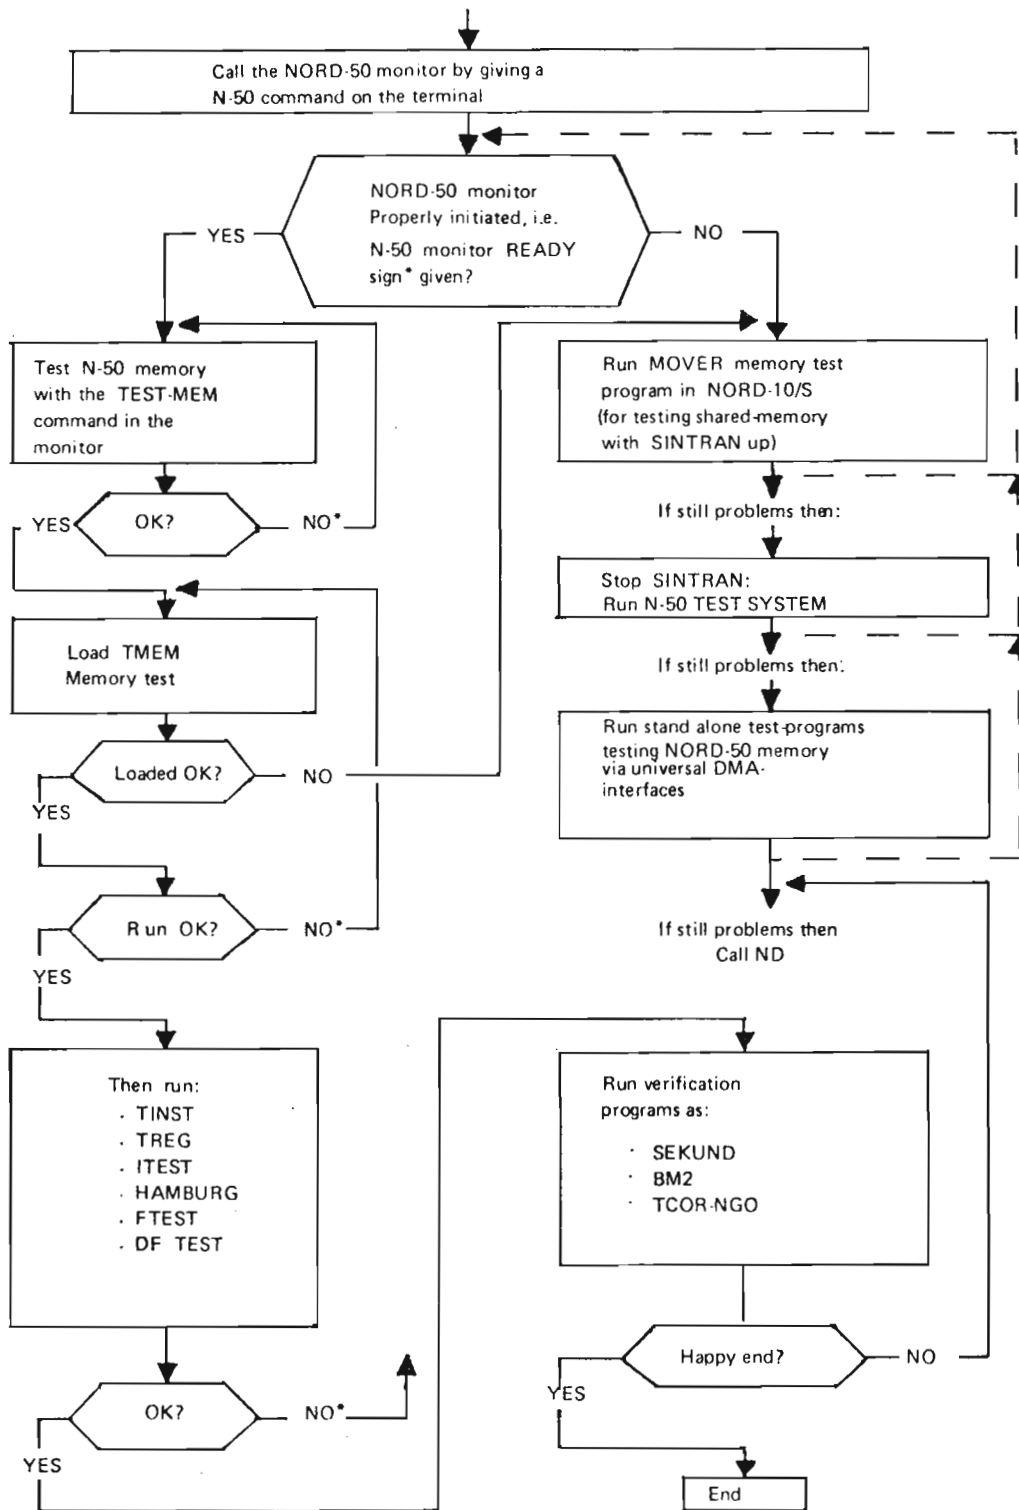 Call the NORD-50 monitor by giving a
N-50 command on the terminal
NORD-50 monitor
Properly initiated, i.e.
N-50 monitor READY
sign* given?
YES
NO
Test N-50 memory
with the TEST-MEM
command in the
monitor
OK?
YES
NO*
Load TMEM
Memory test
Loaded OK?
NO
YES
Run OK?
NO*
YES
Then run:
. TINST
. TREG
. ITEST
. HAMBURG
. FTEST
. DF TEST
OK?
NO*
YES
Run MOVER memory test
program in NORD-10/S
(for testing shared-memory
with SINTRAN up)
If still problems then:
Stop SINTRAN:
Run N-50 TEST SYSTEM
If still problems then:
Run stand alone test-programs
testing NORD-50 memory
via universal DMA-
interfaces
If still problems then
Call ND
Run verification
programs as:
· SEKUND
· BM2
· TCOR-NGO
Happy end?
NO
YES
End